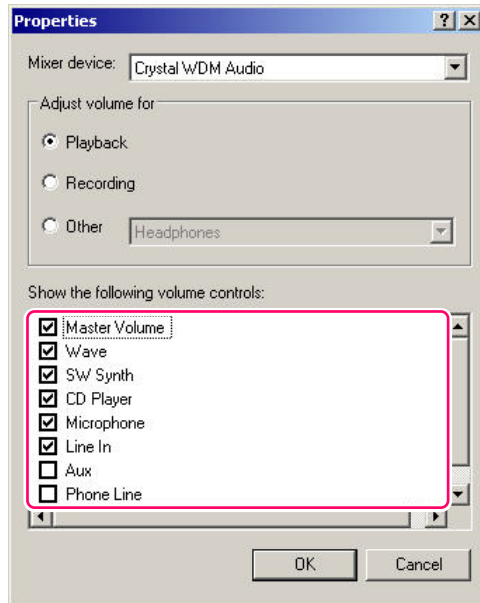 Properties
Mixer device: Crystal WDM Audio
Adjust volume for
Playback
Recording
Other Headphones
Show the following volume controls:
Master Volume
Wave
SW Synth
CD Player
Microphone
Line In
Aux
Phone Line
OK Cancel